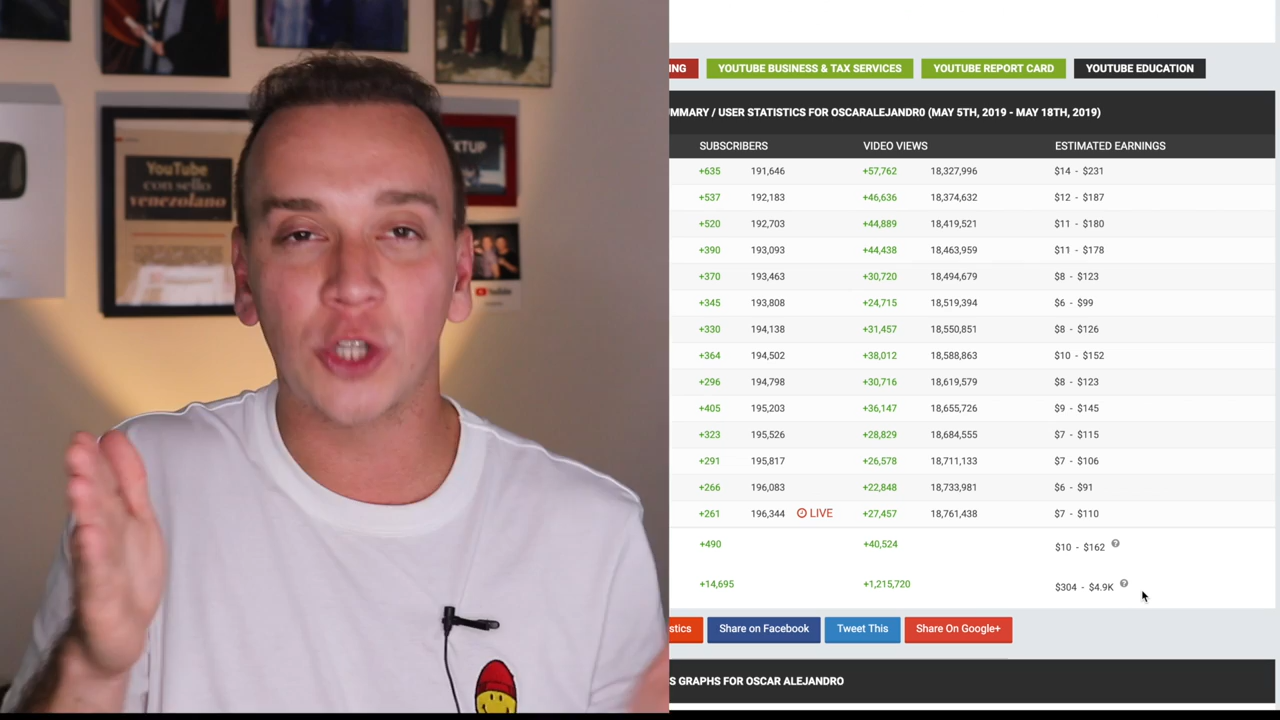 YouTube
con sello
venezolano
XTUP
YouTube
ING
YOUTUBE BUSINESS & TAX SERVICES
YOUTUBE REPORT CARD
YOUTUBE EDUCATION
MMARY / USER STATISTICS FOR OSCARALEJANDR0 (MAY 5TH, 2019 - MAY 18TH, 2019)
SUBSCRIBERS VIDEO VIEWS ESTIMATED EARNINGS
+635 191,646 +57,762 18,327,996 $14 - $231
+537 192,183 +46,636 18,374,632 $12 - $187
+520 192,703 +44,889 18,419,521 $11 - $180
+390 193,093 +44,438 18,463,959 $11 - $178
+370 193,463 +30,720 18,494,679 $8 - $123
+345 193,808 +24,715 18,519,394 $6 - $99
+330 194,138 +31,457 18,550,851 $8 - $126
+364 194,502 +38,012 18,588,863 $10 - $152
+296 194,798 +30,716 18,619,579 $8 - $123
+405 195,203 +36,147 18,655,726 $9 - $145
+323 195,526 +28,829 18,684,555 $7 - $115
+291 195,817 +26,578 18,711,133 $7 - $106
+266 196,083 +22,848 18,733,981 $6 - $91
+261 196,344 LIVE +27,457 18,761,438 $7 - $110
+490 +40,524 $10 - $162 ?
+14,695 +1,215,720 $304 - $4.9K ?
stics
Share on Facebook
Tweet This
Share On Google+
S GRAPHS FOR OSCAR ALEJANDRO